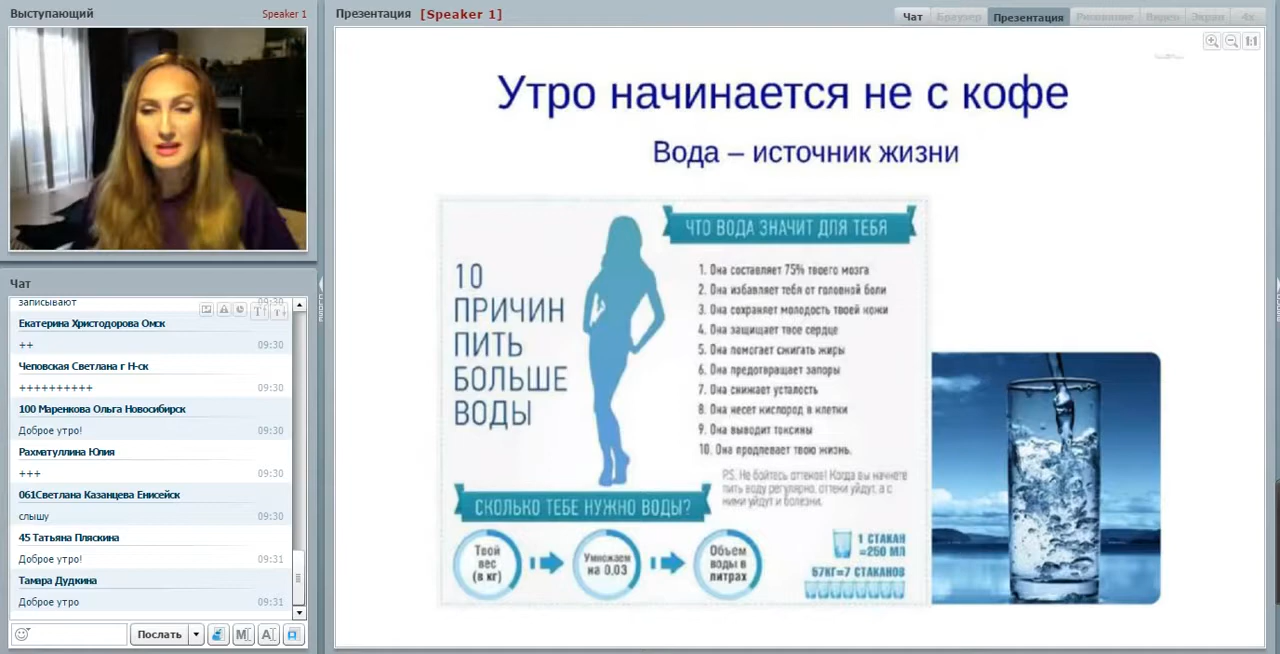 Выступающий
Speaker 1
Чат
записывают
09:30
Екатерина Христодорова Омск
++
09:30
Чеповская Светлана г Н-ск
++++++++++
09:30
100 Маренкова Ольга Новосибирск
Доброе утро!
09:30
Рахматуллина Юлия
+++
09:30
061Светлана Казанцева Енисейск
слышу
09:30
45 Татьяна Пляскина
Доброе утро!
09:31
Тамара Дудкина
Доброе утро
09:31
Послать
Презентация [Speaker 1]
Чат
Браузер
Презентация
Рисование
Видео
Экран
4x
1:1
Утро начинается не с кофе
Вода – источник жизни
10
ПРИЧИН
ПИТЬ
БОЛЬШЕ
ВОДЫ
ЧТО ВОДА ЗНАЧИТ ДЛЯ ТЕБЯ
1. Она составляет 75% твоего мозга
2. Она избавляет тебя от головной боли
3. Она сохраняет молодость твоей кожи
4. Она защищает твое сердце
5. Она помогает сжигать жиры
6. Она предотвращает запоры
7. Она снижает усталость
8. Она несет кислород в клетки
9. Она выводит токсины
10. Она продлевает твою жизнь.
P.S. Не бойтесь отеков! Когда вы начнете
пить воду регулярно, отеки уйдут, а с
ними уйдут и болезни.
СКОЛЬКО ТЕБЕ НУЖНО ВОДЫ?
Твой
вес
(в кг)
Умножаем
на 0,03
Объем
воды в
литрах
1 СТАКАН
=250 МЛ
57КГ=7 СТАКАНОВ